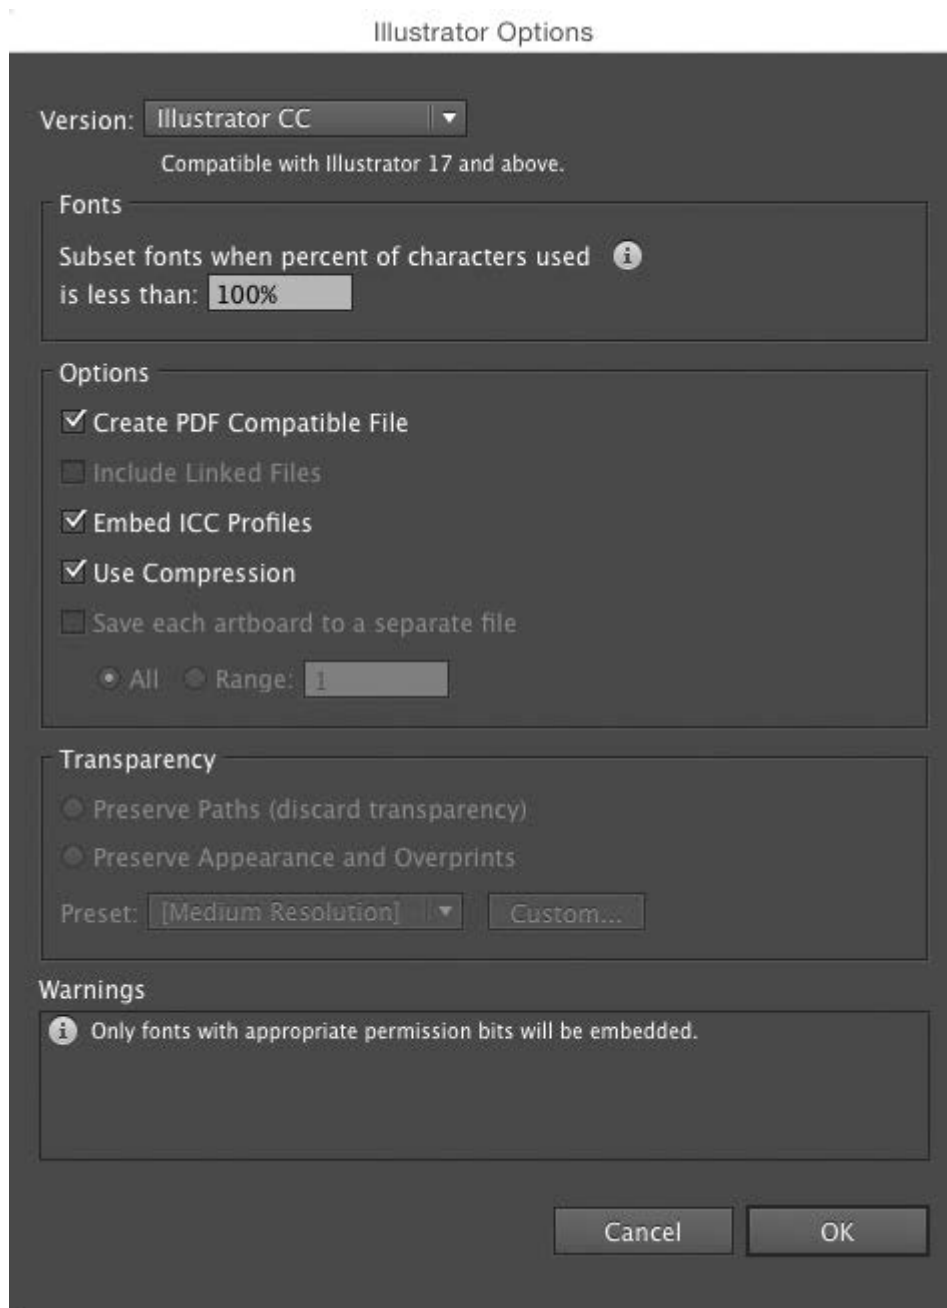 Illustrator Options
Version: Illustrator CC
Compatible with Illustrator 17 and above.
Fonts
Subset fonts when percent of characters used
is less than: 100%
Options
Create PDF Compatible File
Include Linked Files
Embed ICC Profiles
Use Compression
Save each artboard to a separate file
All Range: 1
Transparency
Preserve Paths (discard transparency)
Preserve Appearance and Overprints
Preset: [Medium Resolution] Custom...
Warnings
Only fonts with appropriate permission bits will be embedded.
Cancel OK